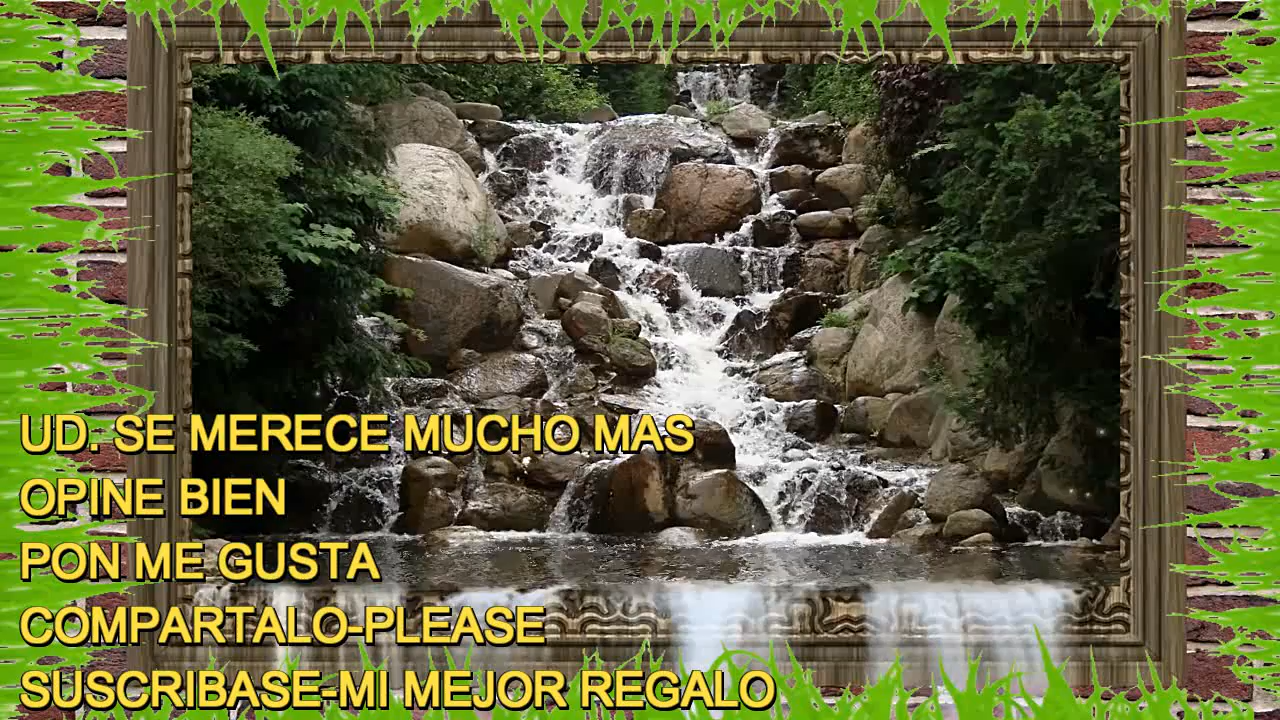 UD. SE MERECE MUCHO MAS
OPINE BIEN
PON ME GUSTA
COMPARTALO-PLEASE
SUSCRIBASE-MI MEJOR REGALO